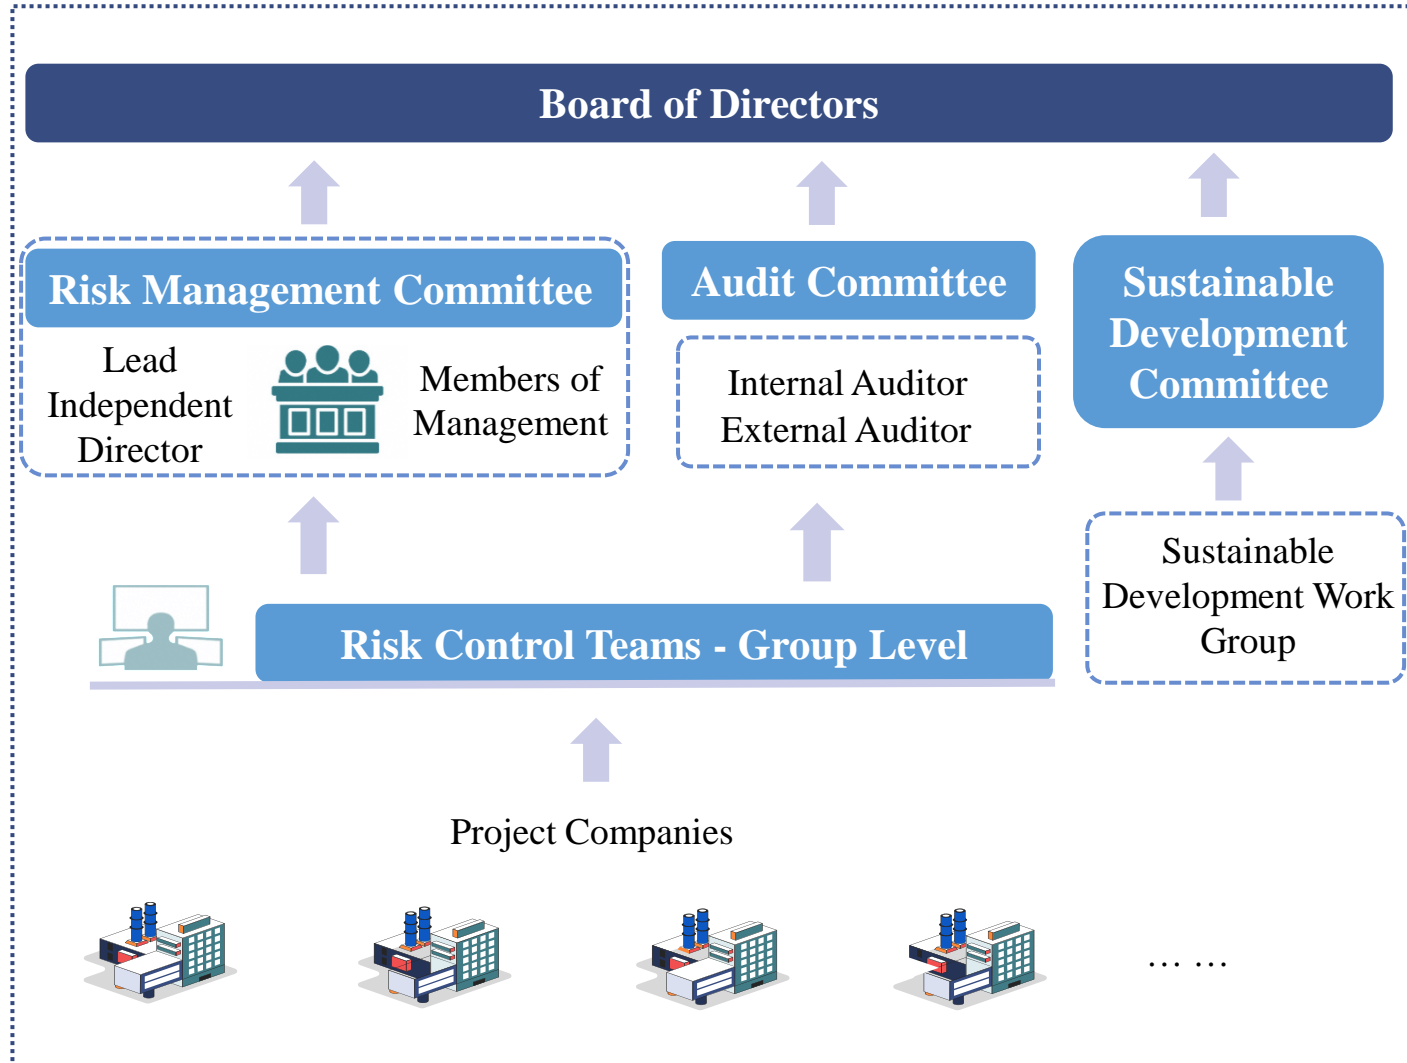 Board of Directors
Risk Management Committee
Lead
Independent
Director
Members of
Management
Audit Committee
Internal Auditor
External Auditor
Sustainable
Development
Committee
Sustainable
Development Work
Group
Risk Control Teams - Group Level
Project Companies
… …